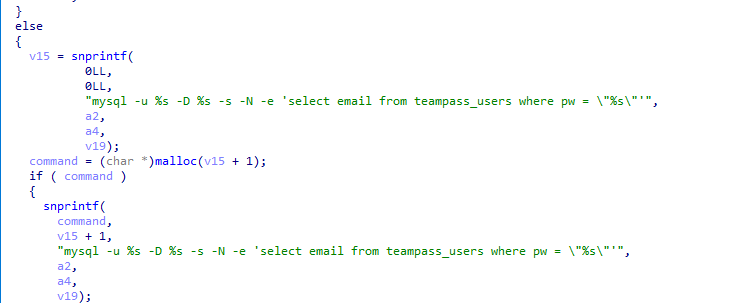 }
else
{
v15 = snprintf(
0LL,
0LL,
"mysql -u %s -D %s -s -N -e 'select email from teampass_users where pw = \"%s\"'",
a2,
a4,
v19);
command = (char *)malloc(v15 + 1);
if ( command )
{
snprintf(
command,
v15 + 1,
"mysql -u %s -D %s -s -N -e 'select email from teampass_users where pw = \"%s\"'",
a2,
a4,
v19);